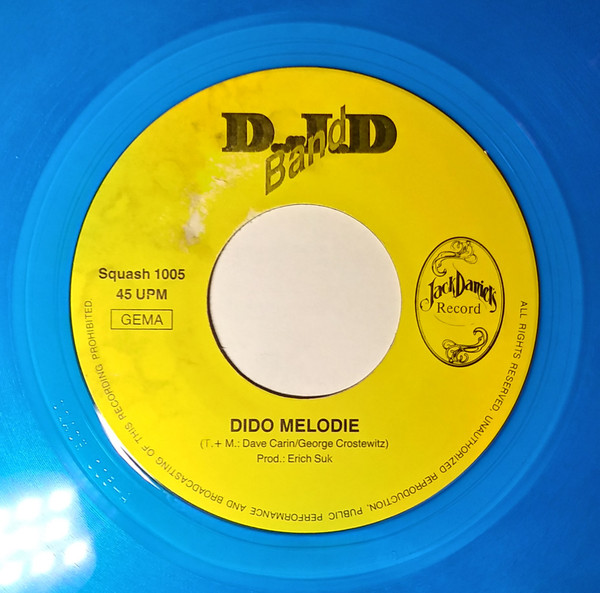 D...I.D
Band
Squash 1005
45 UPM
GEMA
Jack Daniels
Record
DIDO MELODIE
(T. + M.: Dave Carin/George Crostewitz)
Prod.: Erich Suk
ALL RIGHTS RESERVED. UNAUTHORIZED REPRODUCTION, PUBLIC PERFORMANCE AND BROADCASTING OF THIS RECORDING PROHIBITED.